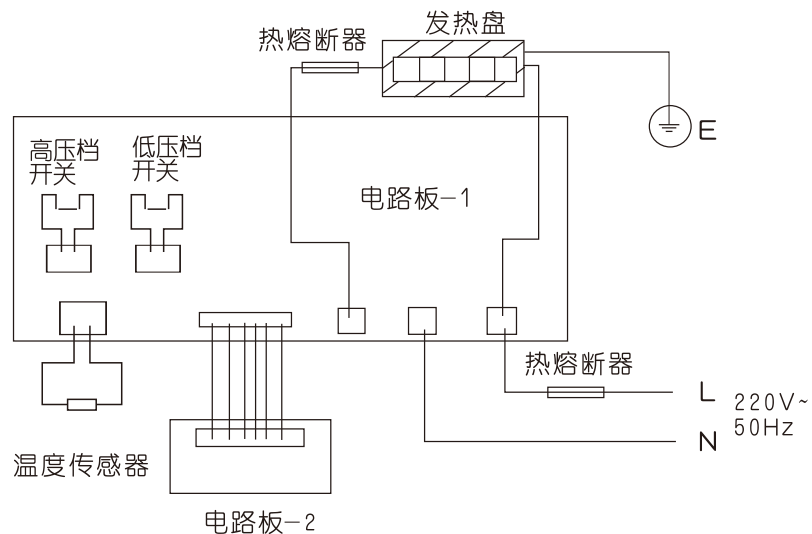 发热盘
热熔断器
E
高压档
开关
低压档
开关
电路板-1
热熔断器
L
220V~
50Hz
N
温度传感器
电路板-2